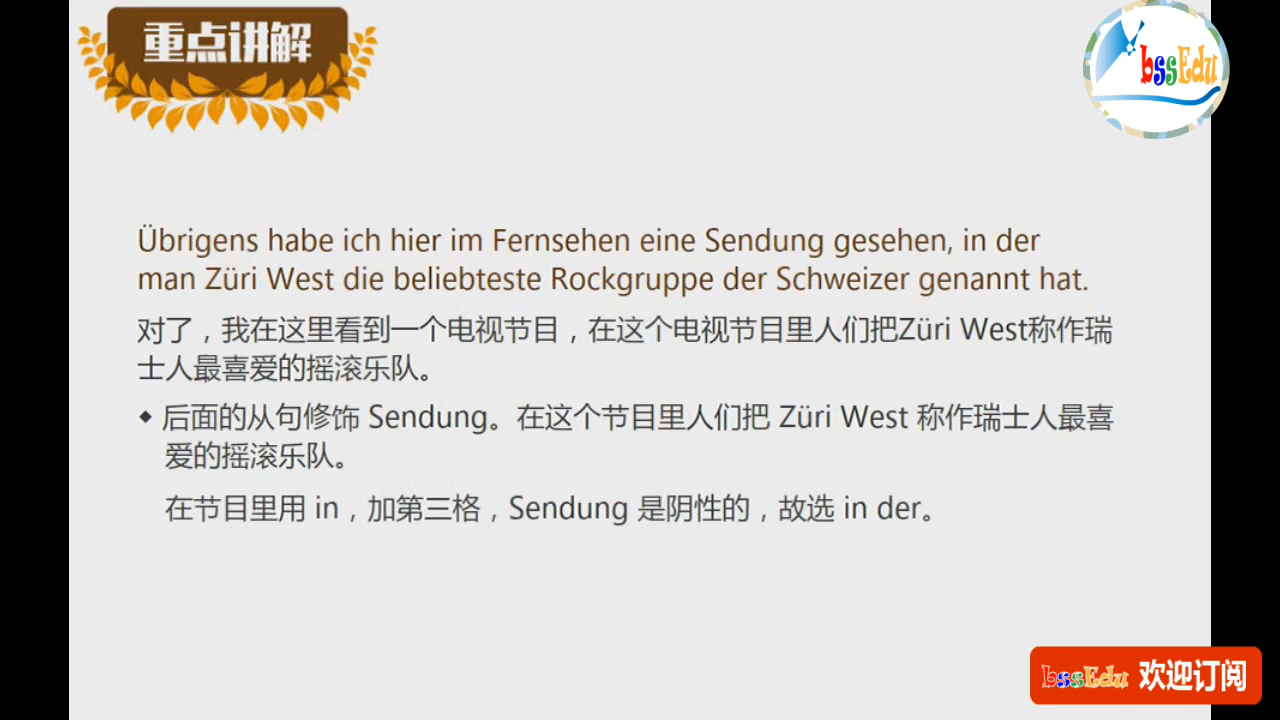 重点讲解
bssEdu
Übrigens habe ich hier im Fernsehen eine Sendung gesehen, in der
man Züri West die beliebteste Rockgruppe der Schweizer genannt hat.
对了，我在这里看到一个电视节目，在这个电视节目里人们把Züri West称作瑞
士人最喜爱的摇滚乐队。
◆ 后面的从句修饰 Sendung。在这个节目里人们把 Züri West 称作瑞士人最喜
爱的摇滚乐队。
在节目里用 in，加第三格，Sendung 是阴性的，故选 in der。
bssEdu 欢迎订阅